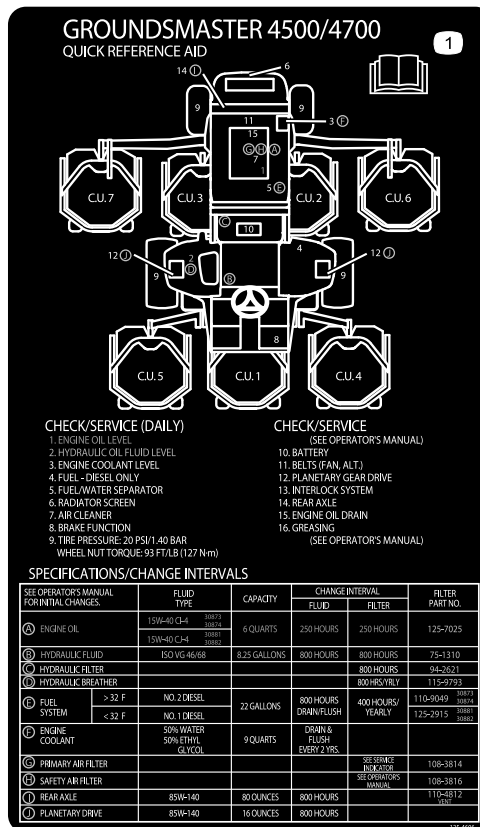 GROUNDSMASTER 4500/4700
QUICK REFERENCE AID
1
14 I
6
9
9
11
3 F
15
G H A
7
1
5 E
C.U. 7
C.U. 3
C.U. 2
C.U. 6
C
10
12 J
2
D
B
4
12 J
9
9
8
C.U. 5
C.U. 1
C.U. 4
CHECK/SERVICE (DAILY)
1. ENGINE OIL LEVEL
2. HYDRAULIC OIL FLUID LEVEL
3. ENGINE COOLANT LEVEL
4. FUEL - DIESEL ONLY
5. FUEL/WATER SEPARATOR
6. RADIATOR SCREEN
7. AIR CLEANER
8. BRAKE FUNCTION
9. TIRE PRESSURE: 20 PSI/1.40 BAR
WHEEL NUT TORQUE: 93 FT/LB (127 N·m)
CHECK/SERVICE
(SEE OPERATOR'S MANUAL)
10. BATTERY
11. BELTS (FAN, ALT.)
12. PLANETARY GEAR DRIVE
13. INTERLOCK SYSTEM
14. REAR AXLE
15. ENGINE OIL DRAIN
16. GREASING
(SEE OPERATOR'S MANUAL)
SPECIFICATIONS/CHANGE INTERVALS
SEE OPERATOR'S MANUAL FOR INITIAL CHANGES. FLUID TYPE CAPACITY CHANGE INTERVAL FLUID FILTER FILTER PART NO.
A ENGINE OIL 15W-40 CI-4 30873 30874 15W-40 CJ-4 30881 30882 6 QUARTS 250 HOURS 250 HOURS 125-7025
B HYDRAULIC FLUID ISO VG 46/68 8.25 GALLONS 800 HOURS 800 HOURS 75-1310
C HYDRAULIC FILTER 800 HOURS 94-2621
D HYDRAULIC BREATHER 800 HRS/YRLY 115-9793
E FUEL SYSTEM > 32 F NO. 2 DIESEL < 32 F NO. 1 DIESEL 22 GALLONS 800 HOURS DRAIN/FLUSH 400 HOURS/ YEARLY 110-9049 30873 30874 125-2915 30881 30882
F ENGINE COOLANT 50% WATER 50% ETHYL GLYCOL 9 QUARTS DRAIN & FLUSH EVERY 2 YRS.
G PRIMARY AIR FILTER SEE SERVICE INDICATOR 108-3814
H SAFETY AIR FILTER SEE OPERATOR'S MANUAL 108-3816
I REAR AXLE 85W-140 80 OUNCES 800 HOURS 110-4812 VENT
J PLANETARY DRIVE 85W-140 16 OUNCES 800 HOURS